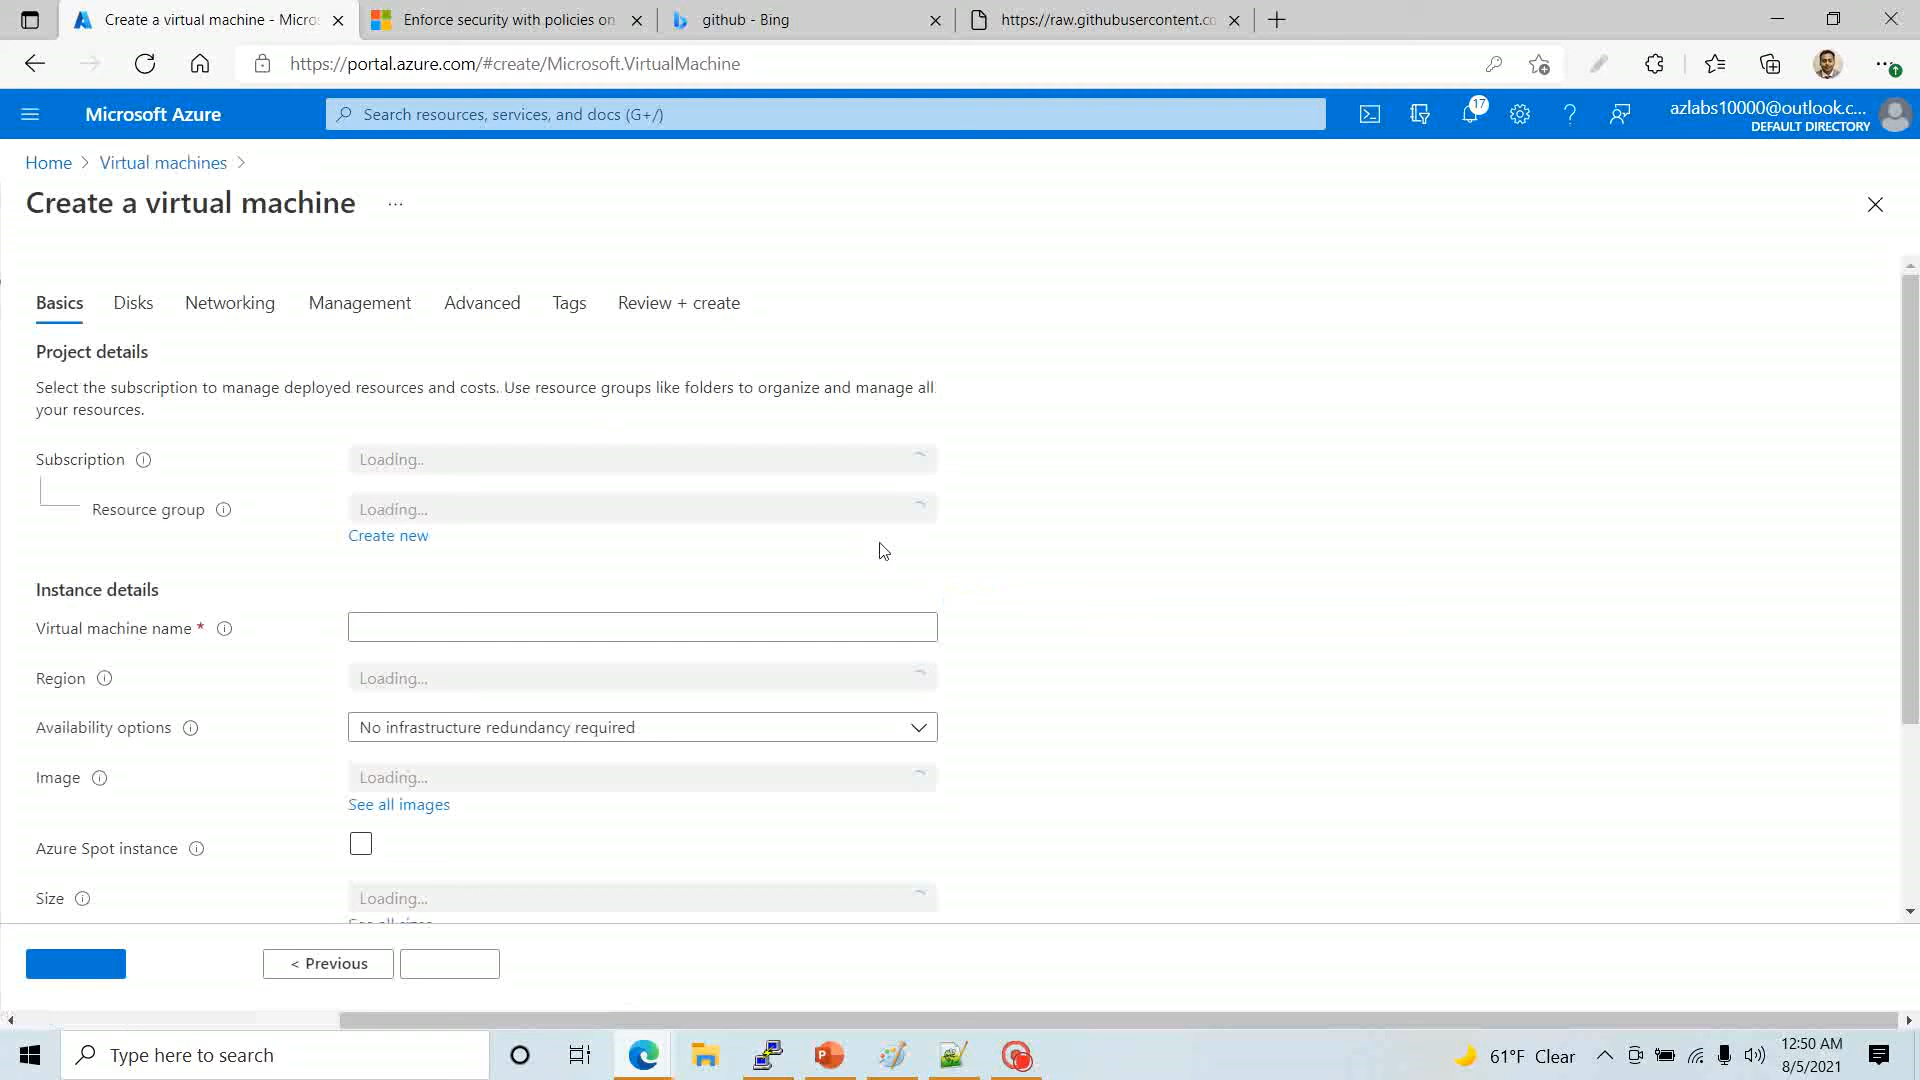 Create a virtual machine - Micros
Enforce security with policies on
github - Bing
https://raw.githubusercontent.co
https://portal.azure.com/#create/Microsoft.VirtualMachine
Microsoft Azure
Search resources, services, and docs (G+/)
17
azlabs10000@outlook.c...
DEFAULT DIRECTORY
Home > Virtual machines >
Create a virtual machine ...
Basics Disks Networking Management Advanced Tags Review + create
Project details
Select the subscription to manage deployed resources and costs. Use resource groups like folders to organize and manage all
your resources.
Subscription Loading..
Resource group Loading...
Create new
Instance details
Virtual machine name *
Region Loading...
Availability options No infrastructure redundancy required
Image Loading...
See all images
Azure Spot instance
Size Loading...
See all sizes
< Previous
Type here to search
61°F Clear
12:50 AM
8/5/2021